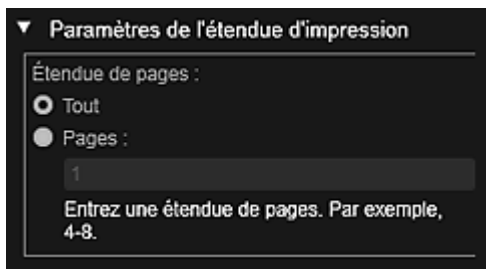 Paramètres de l'étendue d'impression
Étendue de pages :
Tout
Pages :
1
Entrez une étendue de pages. Par exemple,
4-8.